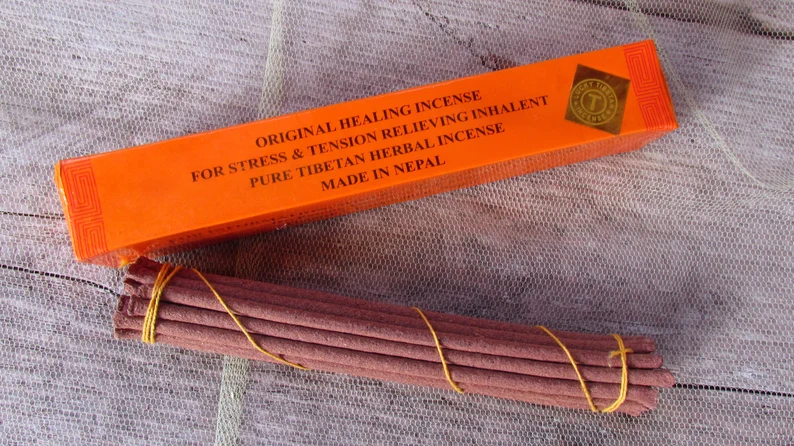 ORIGINAL HEALING INCENSE
FOR STRESS & TENSION RELIEVING INHALENT
PURE TIBETAN HERBAL INCENSE
MADE IN NEPAL
T